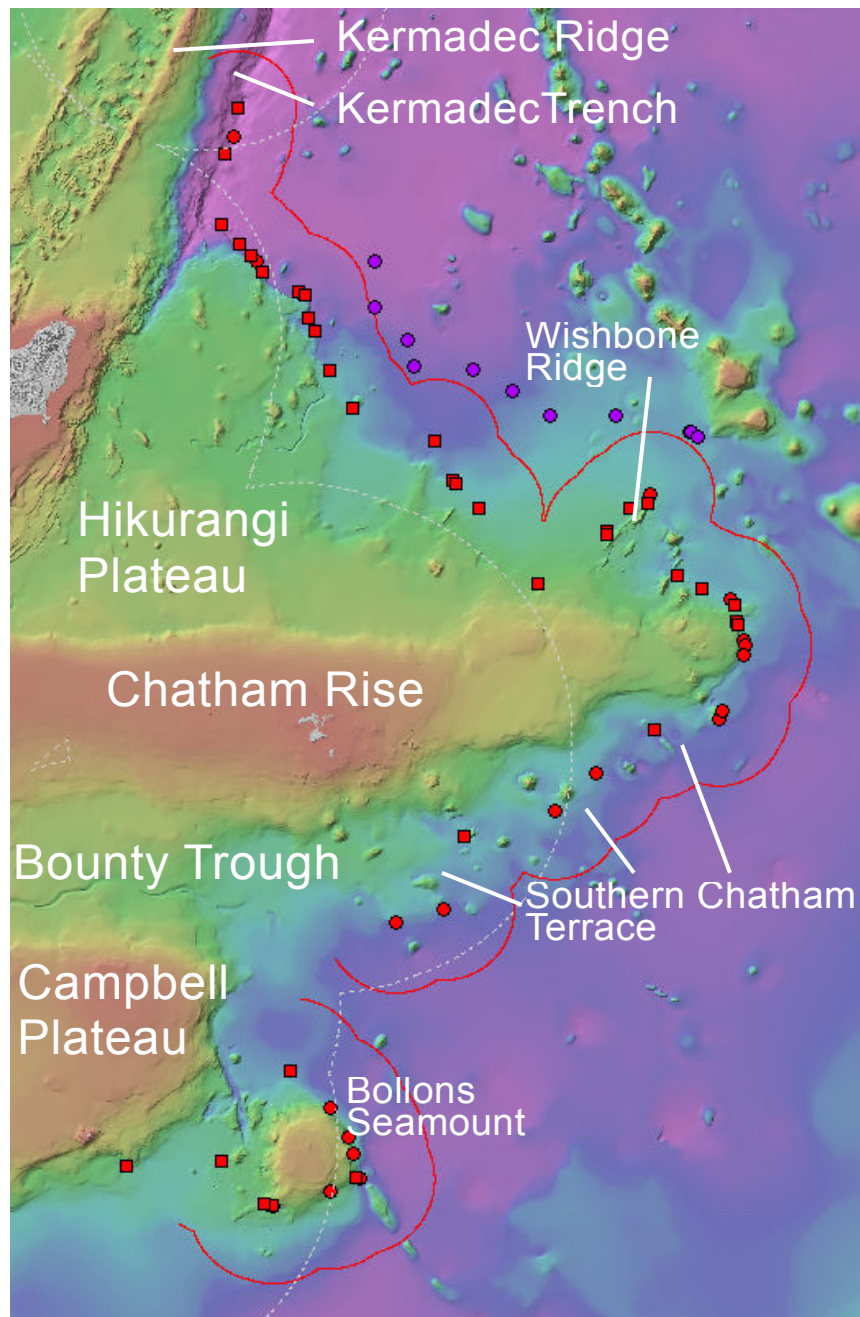 Kermadec Ridge
KermadecTrench
Wishbone
Ridge
Hikurangi
Plateau
Chatham Rise
Bounty Trough
Southern Chatham
Terrace
Campbell
Plateau
Bollons
Seamount